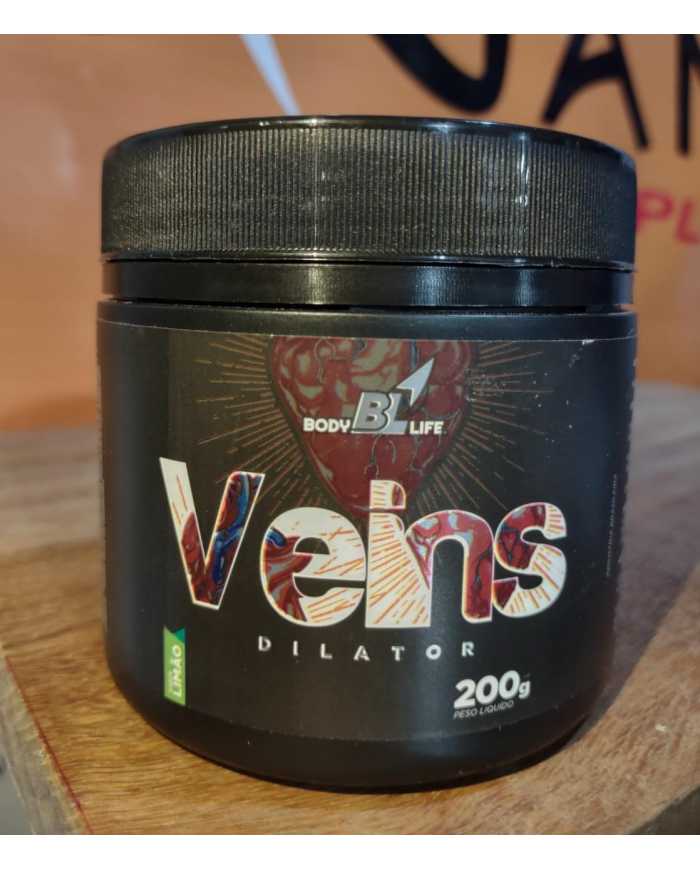 BODY BL LIFE
Veins
DILATOR
LIMÃO
200g
PESO LÍQUIDO